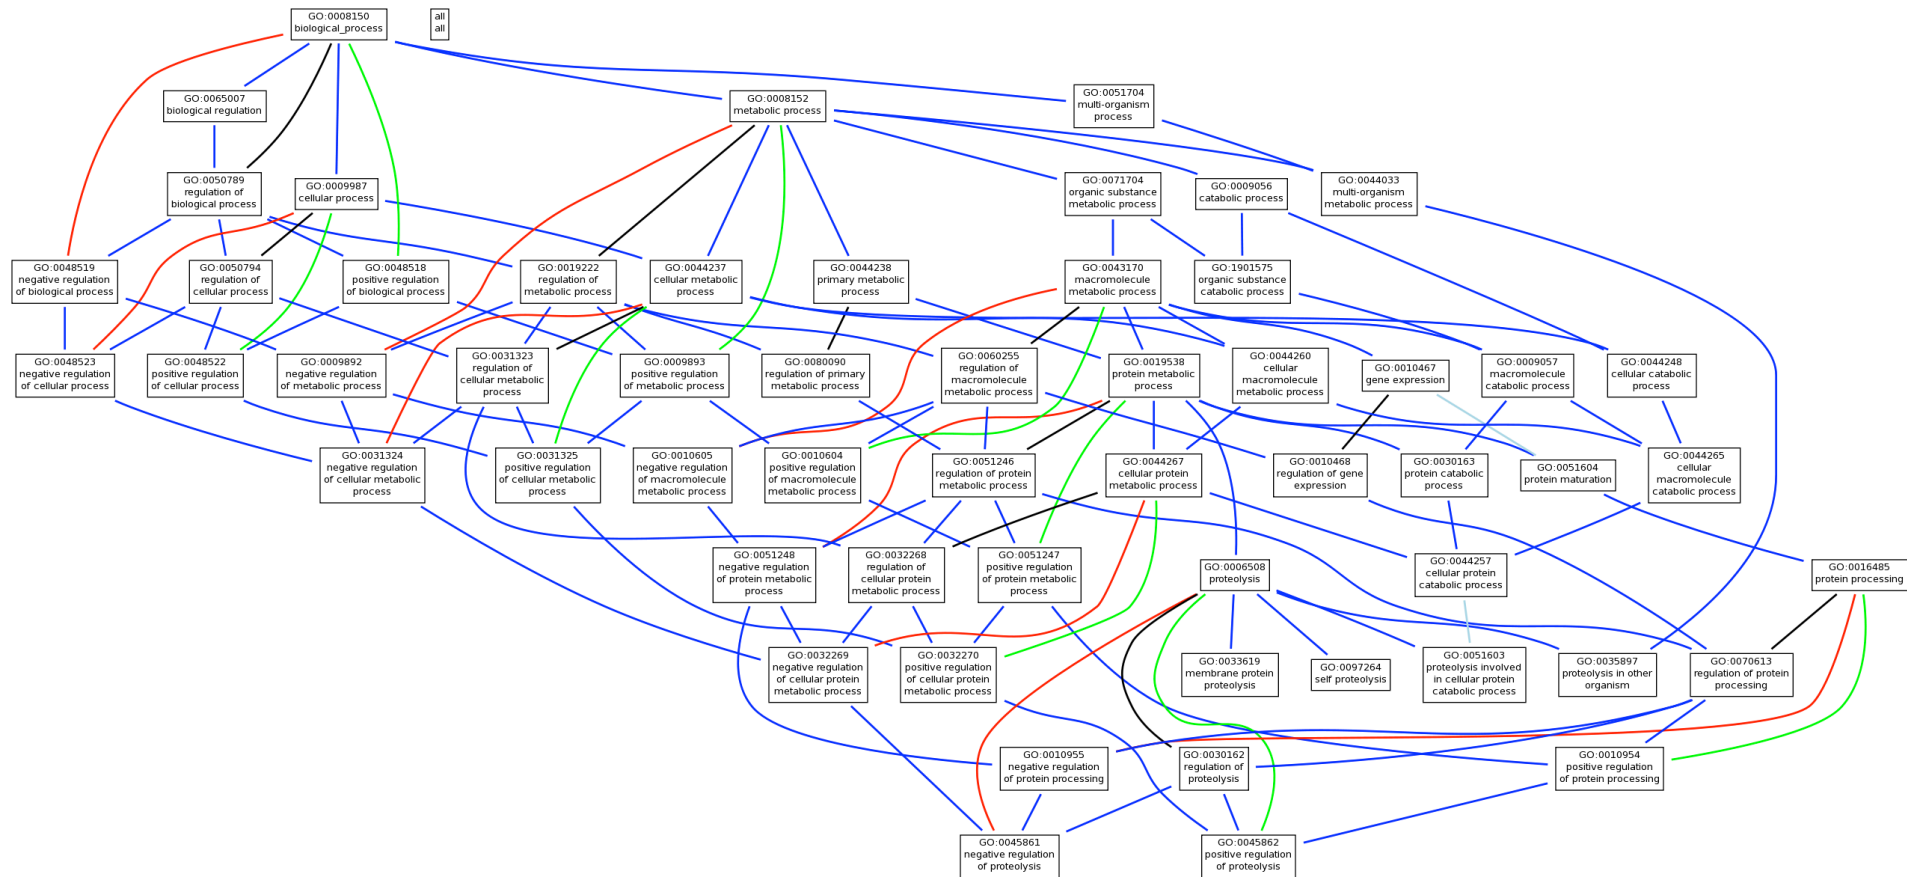 GO:0008150
biological_process
all
all
GO:0065007
biological regulation
GO:0008152
metabolic process
GO:0051704
multi-organism
process
GO:0050789
regulation of
biological process
GO:0009987
cellular process
GO:0071704
organic substance
metabolic process
GO:0009056
catabolic process
GO:0044033
multi-organism
metabolic process
GO:0048519
negative regulation
of biological process
GO:0050794
regulation of
cellular process
GO:0048518
positive regulation
of biological process
GO:0019222
regulation of
metabolic process
GO:0044237
cellular metabolic
process
GO:0044238
primary metabolic
process
GO:0043170
macromolecule
metabolic process
GO:1901575
organic substance
catabolic process
GO:0048523
negative regulation
of cellular process
GO:0048522
positive regulation
of cellular process
GO:0009892
negative regulation
of metabolic process
GO:0031323
regulation of
cellular metabolic
process
GO:0009893
positive regulation
of metabolic process
GO:0080090
regulation of primary
metabolic process
GO:0060255
regulation of
macromolecule
metabolic process
GO:0019538
protein metabolic
process
GO:0044260
cellular
macromolecule
metabolic process
GO:0010467
gene expression
GO:0009057
macromolecule
catabolic process
GO:0044248
cellular catabolic
process
GO:0031324
negative regulation
of cellular metabolic
process
GO:0031325
positive regulation
of cellular metabolic
process
GO:0010605
negative regulation
of macromolecule
metabolic process
GO:0010604
positive regulation
of macromolecule
metabolic process
GO:0051246
regulation of protein
metabolic process
GO:0044267
cellular protein
metabolic process
GO:0010468
regulation of gene
expression
GO:0030163
protein catabolic
process
GO:0051604
protein maturation
GO:0044265
cellular
macromolecule
catabolic process
GO:0051248
negative regulation
of protein metabolic
process
GO:0032268
regulation of
cellular protein
metabolic process
GO:0051247
positive regulation
of protein metabolic
process
GO:0006508
proteolysis
GO:0044257
cellular protein
catabolic process
GO:0016485
protein processing
GO:0032269
negative regulation
of cellular protein
metabolic process
GO:0032270
positive regulation
of cellular protein
metabolic process
GO:0033619
membrane protein
proteolysis
GO:0097264
self proteolysis
GO:0051603
proteolysis involved
in cellular protein
catabolic process
GO:0035897
proteolysis in other
organism
GO:0070613
regulation of protein
processing
GO:0010955
negative regulation
of protein processing
GO:0030162
regulation of
proteolysis
GO:0010954
positive regulation
of protein processing
GO:0045861
negative regulation
of proteolysis
GO:0045862
positive regulation
of proteolysis